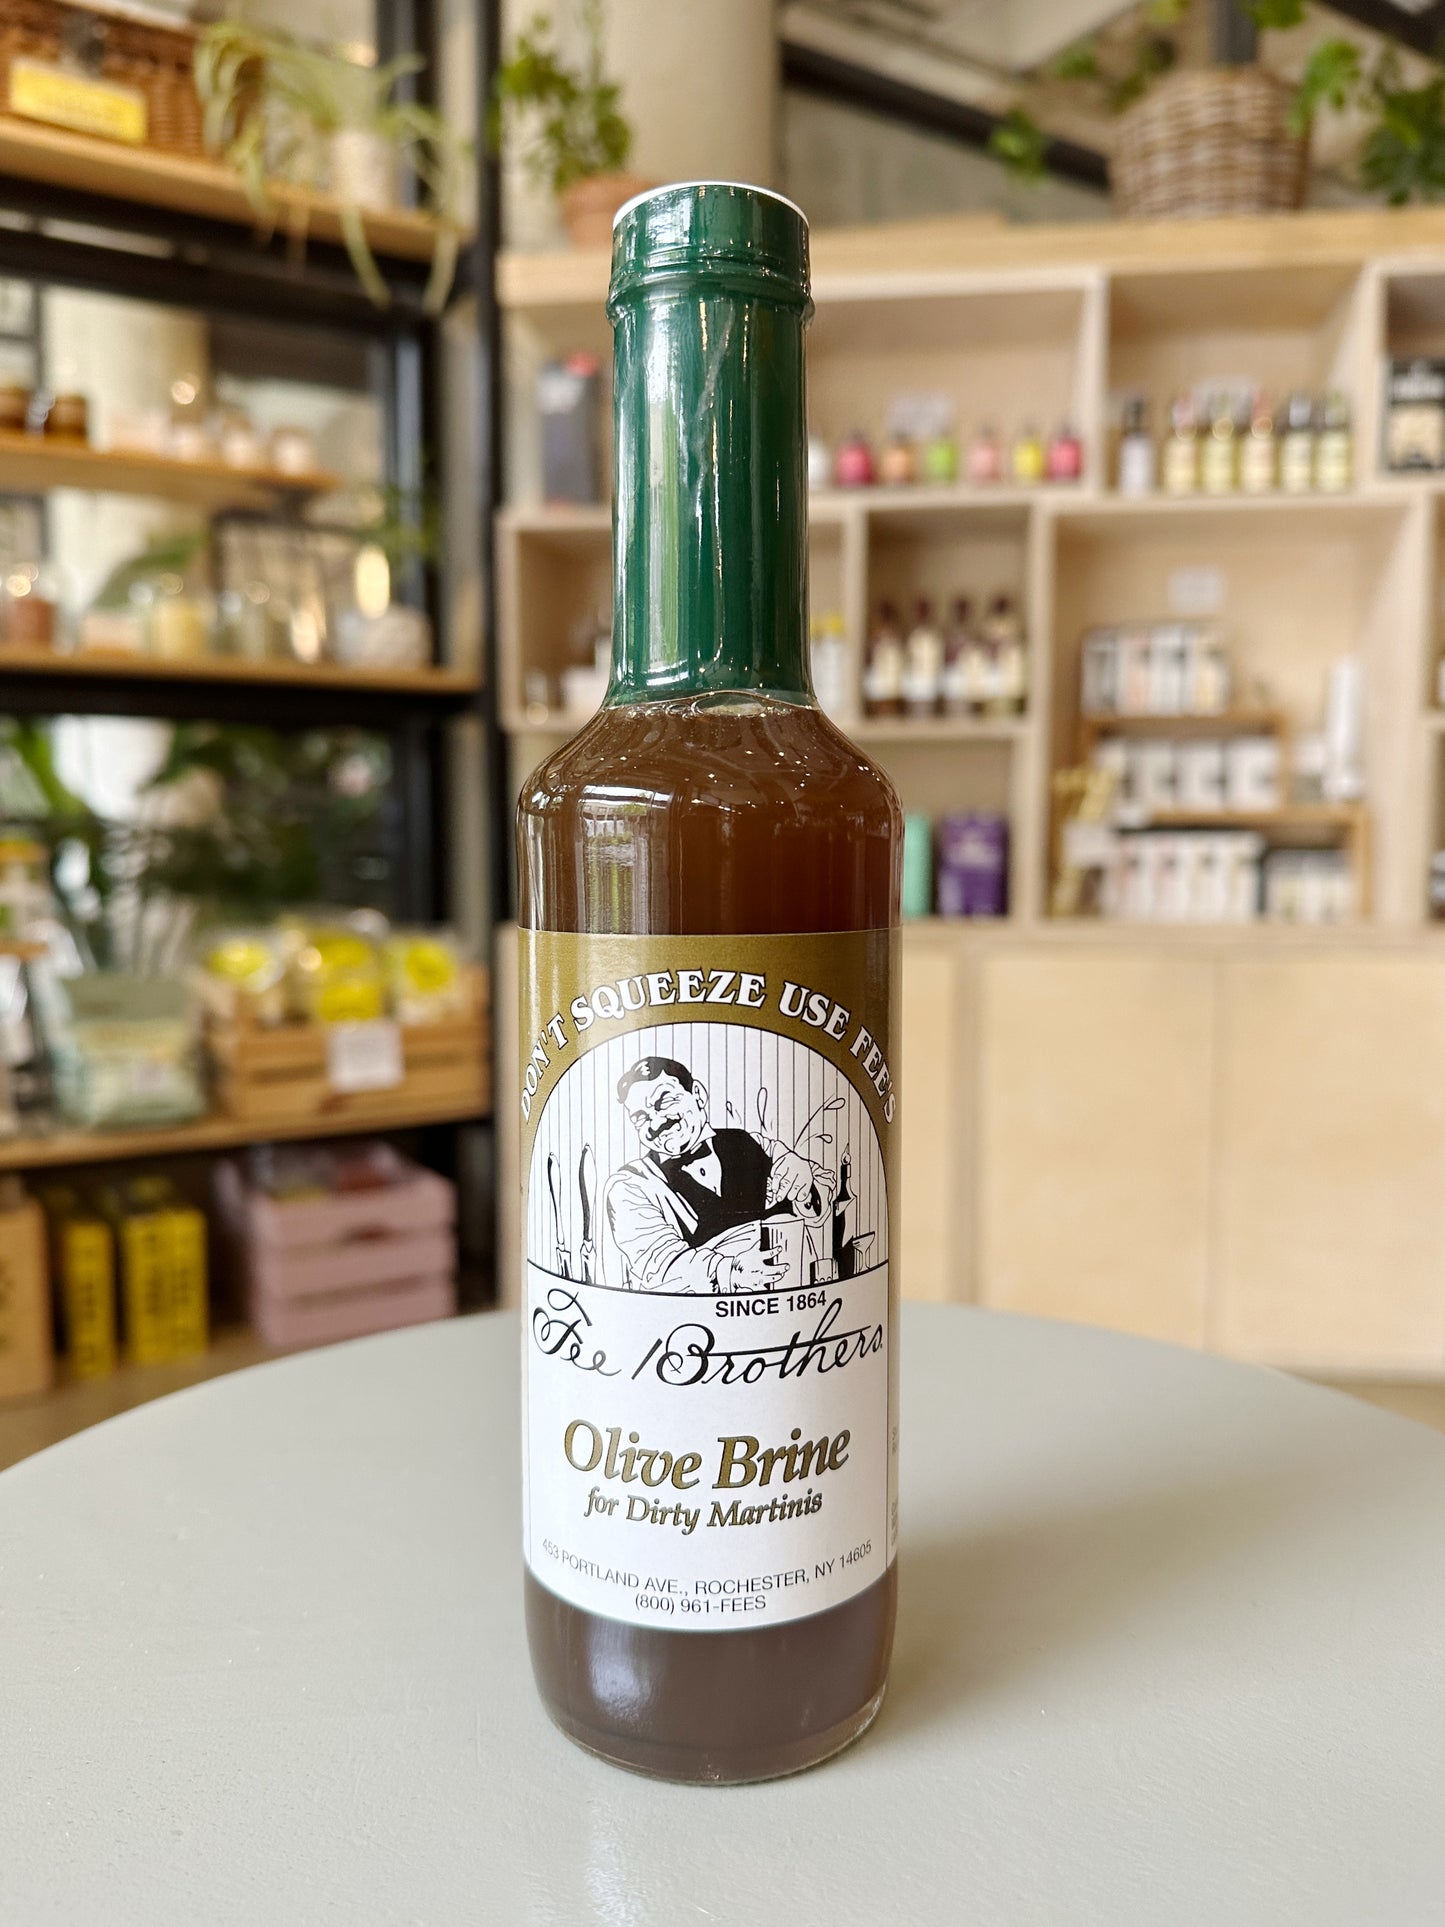 DON'T SQUEEZE USE FEE'S
SINCE 1864
Fee Brothers
Olive Brine
for Dirty Martinis
453 PORTLAND AVE., ROCHESTER, NY 14605
(800) 961-FEES